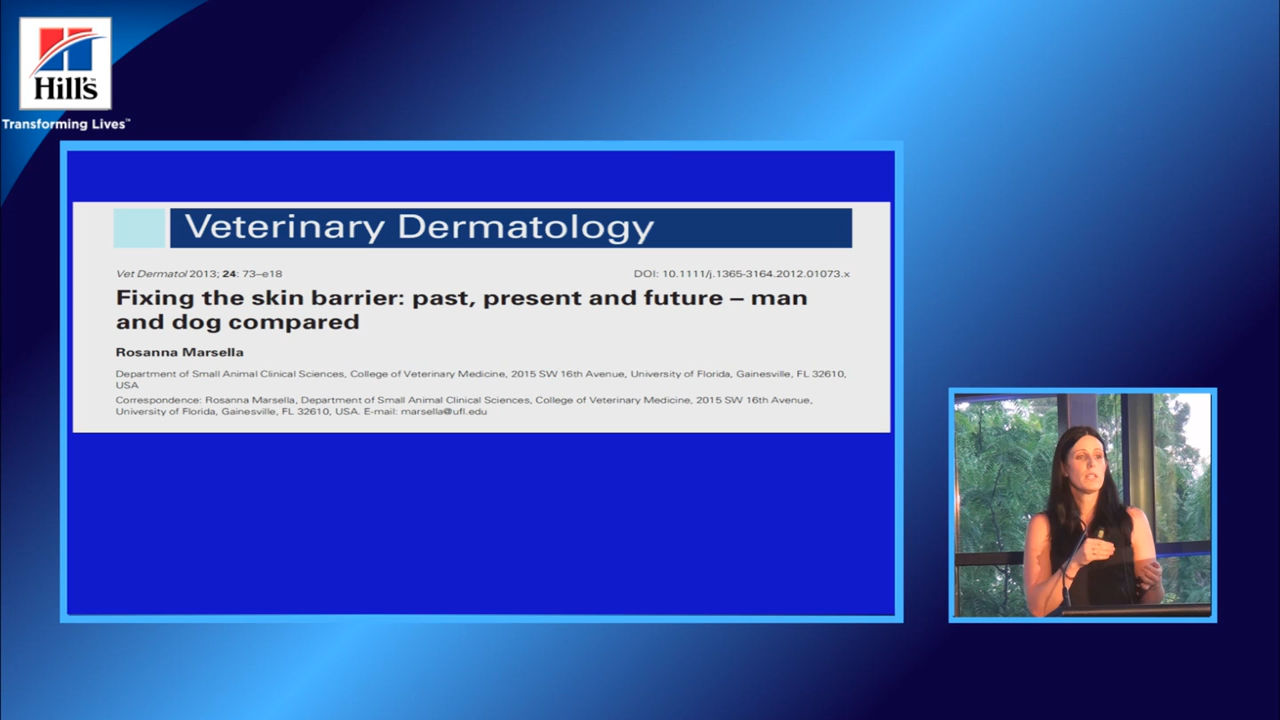 Hill's™
Transforming Lives™
Veterinary Dermatology
Vet Dermatol 2013; 24: 73–e18
DOI: 10.1111/j.1365-3164.2012.01073.x
Fixing the skin barrier: past, present and future – man
and dog compared
Rosanna Marsella
Department of Small Animal Clinical Sciences, College of Veterinary Medicine, 2015 SW 16th Avenue, University of Florida, Gainesville, FL 32610,
USA
Correspondence: Rosanna Marsella, Department of Small Animal Clinical Sciences, College of Veterinary Medicine, 2015 SW 16th Avenue,
University of Florida, Gainesville, FL 32610, USA. E-mail: marsella@ufl.edu